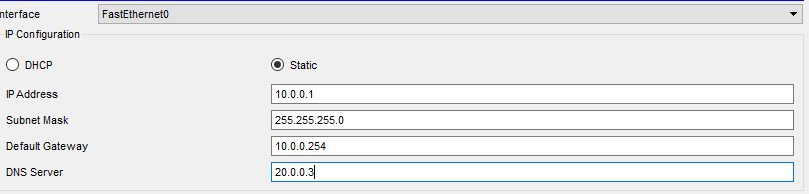 nterface FastEthernet0
IP Configuration
DHCP Static
IP Address 10.0.0.1
Subnet Mask 255.255.255.0
Default Gateway 10.0.0.254
DNS Server 20.0.0.3